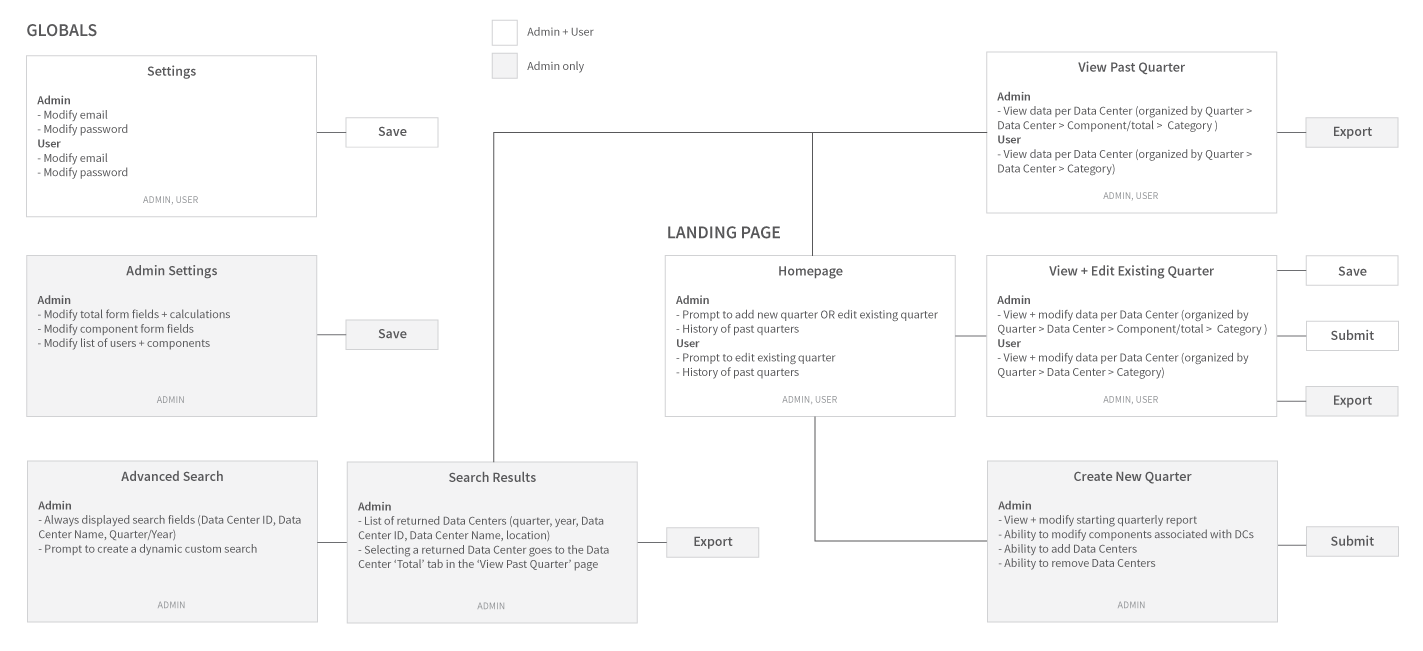 GLOBALS
Admin + User
Admin only
Settings
Admin
- Modify email
- Modify password
User
- Modify email
- Modify password
ADMIN, USER
Save
View Past Quarter
Admin
- View data per Data Center (organized by Quarter >
Data Center > Component/total > Category )
User
- View data per Data Center (organized by Quarter >
Data Center > Category)
ADMIN, USER
Export
Admin Settings
Admin
- Modify total form fields + calculations
- Modify component form fields
- Modify list of users + components
ADMIN
Save
LANDING PAGE
Homepage
Admin
- Prompt to add new quarter OR edit existing quarter
- History of past quarters
User
- Prompt to edit existing quarter
- History of past quarters
ADMIN, USER
View + Edit Existing Quarter
Admin
- View + modify data per Data Center (organized by
Quarter > Data Center > Component/total > Category )
User
- View + modify data per Data Center (organized by
Quarter > Data Center > Category)
ADMIN, USER
Save
Submit
Export
Advanced Search
Admin
- Always displayed search fields (Data Center ID, Data
Center Name, Quarter/Year)
- Prompt to create a dynamic custom search
ADMIN
Search Results
Admin
- List of returned Data Centers (quarter, year, Data
Center ID, Data Center Name, location)
- Selecting a returned Data Center goes to the Data
Center ‘Total’ tab in the ‘View Past Quarter’ page
ADMIN
Export
Create New Quarter
Admin
- View + modify starting quarterly report
- Ability to modify components associated with DCs
- Ability to add Data Centers
- Ability to remove Data Centers
ADMIN
Submit